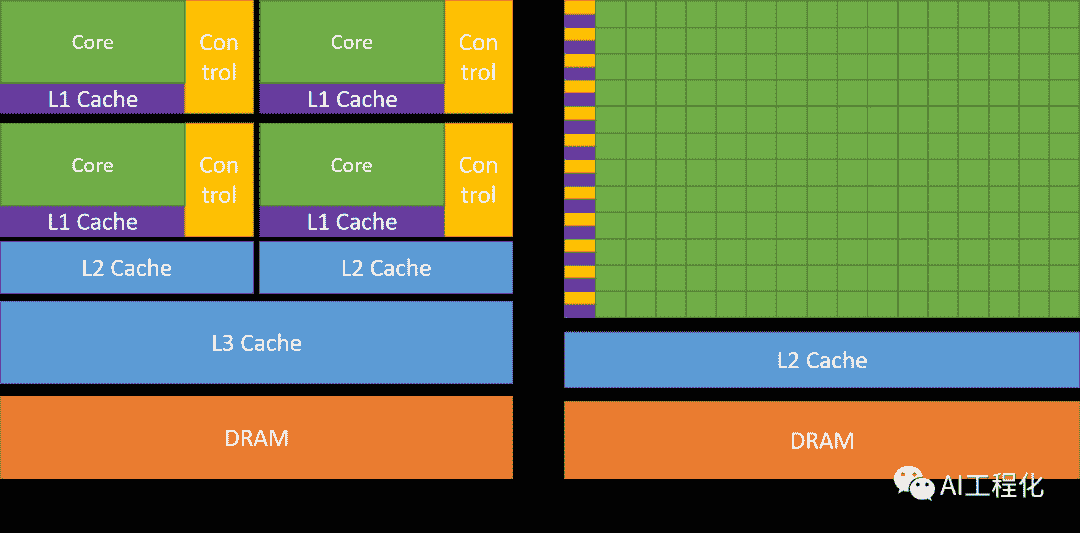 Core
Con
trol
L1 Cache
Core
Con
trol
L1 Cache
Core
Con
trol
L1 Cache
Core
Con
trol
L1 Cache
L2 Cache
L2 Cache
L3 Cache
DRAM
L2 Cache
DRAM
AI工程化